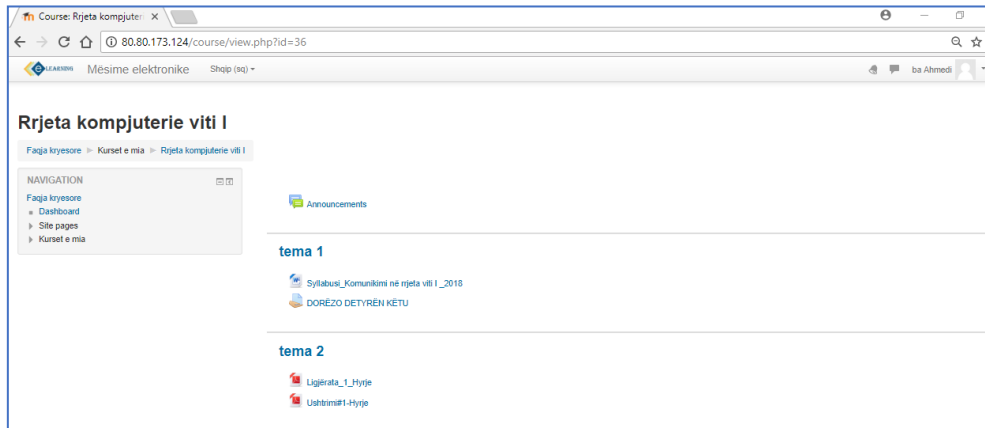 Course: Rrjeta kompjuteri
80.80.173.124/course/view.php?id=36
eLEARNING Mësime elektronike Shqip (sq)
ba Ahmedi
Rrjeta kompjuterie viti I
Faqja kryesore Kurset e mia Rrjeta kompjuterie viti I
NAVIGATION
Faqja kryesore
Dashboard
Site pages
Kurset e mia
Announcements
tema 1
Syllabusi_Komunikimi në rrjeta viti I _2018
DORËZO DETYRËN KËTU
tema 2
Ligjërata_1_Hyrje
Ushtrimi#1-Hyrje